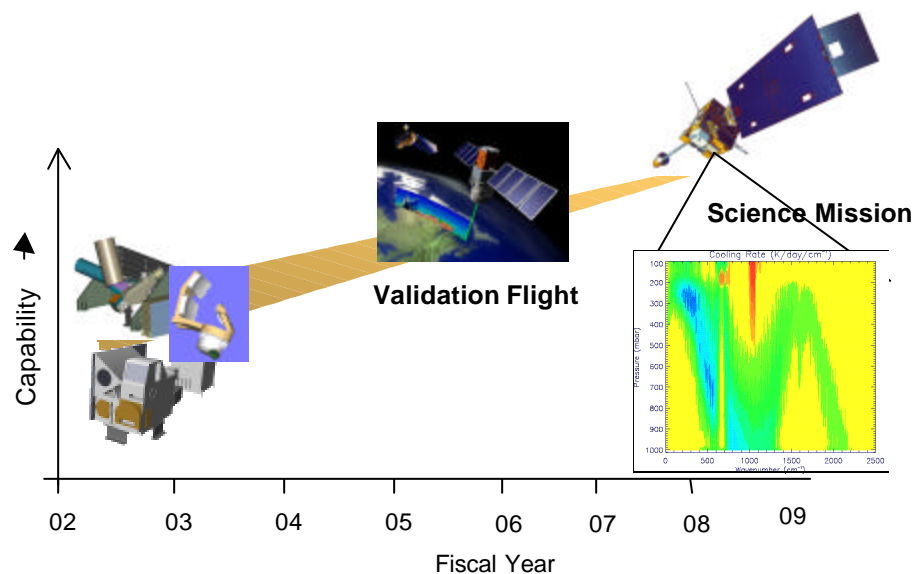 Science Mission
Cooling Rate (K/day/cm⁻¹)
100
200
300
400
500
600
700
800
900
1000
Pressure (mbar)
0 500 1000 1500 2000 2500
Wavenumber (cm⁻¹)
Validation Flight
Capability
02 03 04 05 06 07 08 09
Fiscal Year